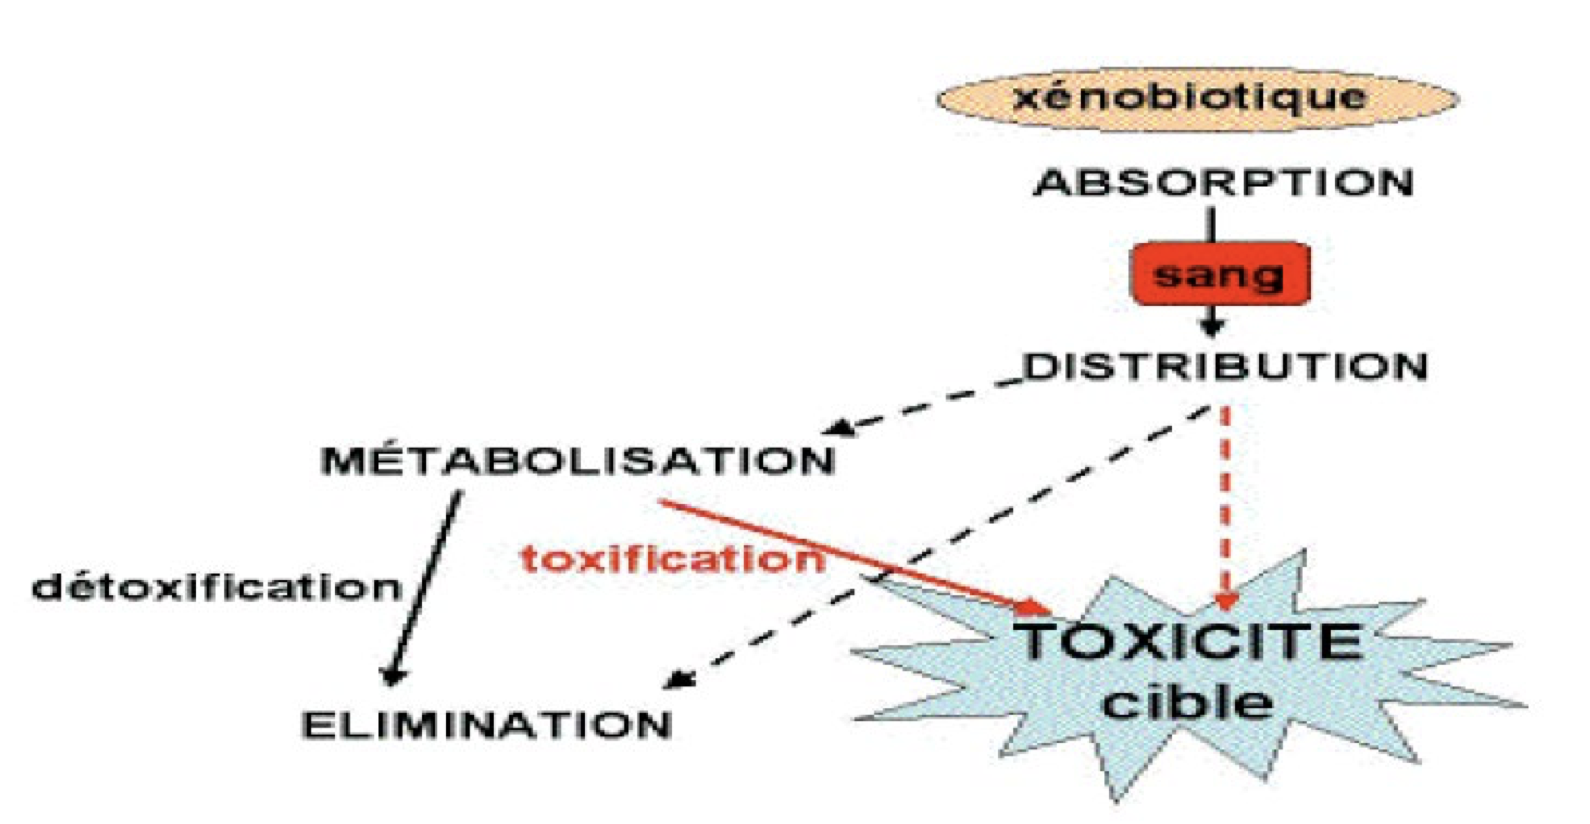 xénobiotique
ABSORPTION
sang
DISTRIBUTION
MÉTABOLISATION
toxification
détoxification
TOXICITE
cible
ELIMINATION